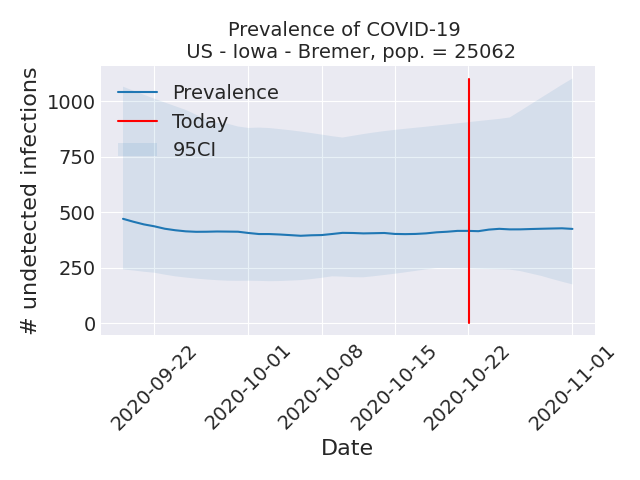 Prevalence of COVID-19
US - Iowa - Bremer, pop. = 25062
# undetected infections
1000
750
500
250
0
Prevalence
Today
95CI
2020-09-22
2020-10-01
2020-10-08
2020-10-15
2020-10-22
2020-11-01
Date